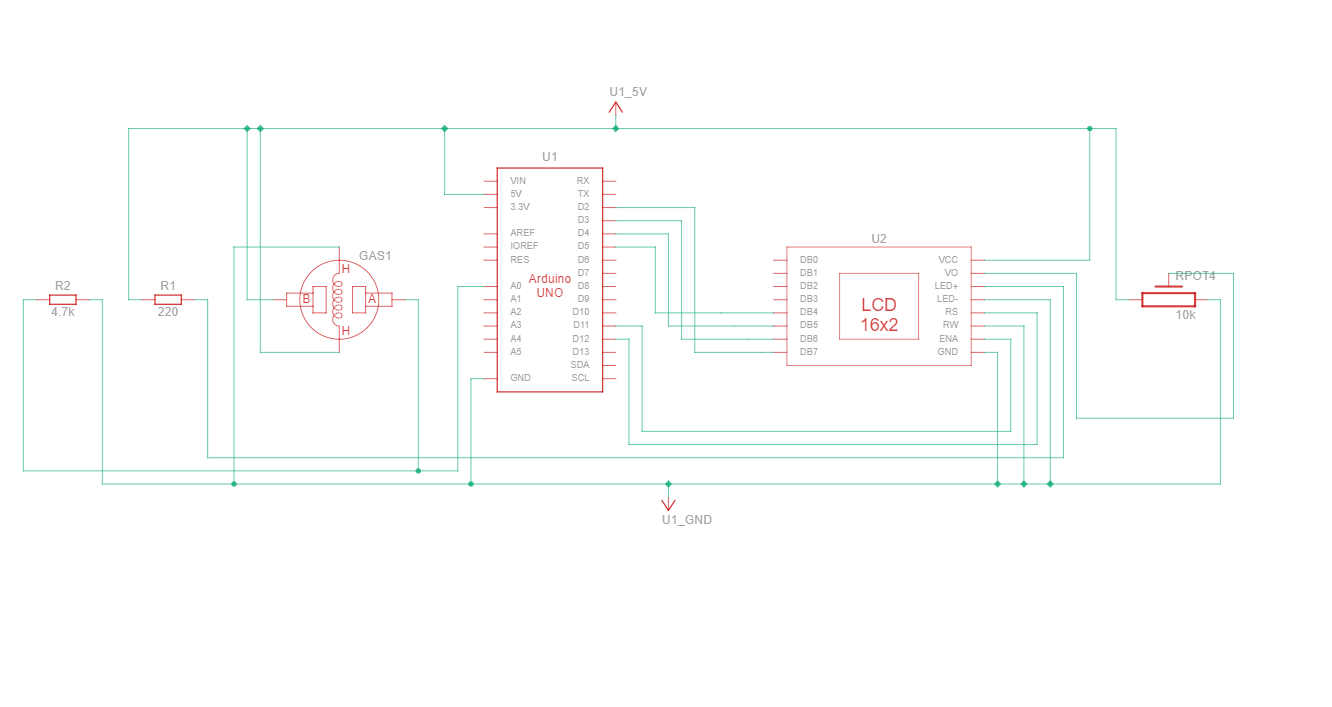 U1_5V
U1
VIN
5V
3.3V
AREF
IOREF
RES
A0
A1
A2
A3
A4
A5
GND
Arduino
UNO
RX
TX
D2
D3
D4
D5
D6
D7
D8
D9
D10
D11
D12
D13
SDA
SCL
U2
DB0
DB1
DB2
DB3
DB4
DB5
DB6
DB7
LCD
16x2
VCC
VO
LED+
LED-
RS
RW
ENA
GND
GAS1
H
B
A
H
R2
4.7k
R1
220
RPOT4
10k
U1_GND